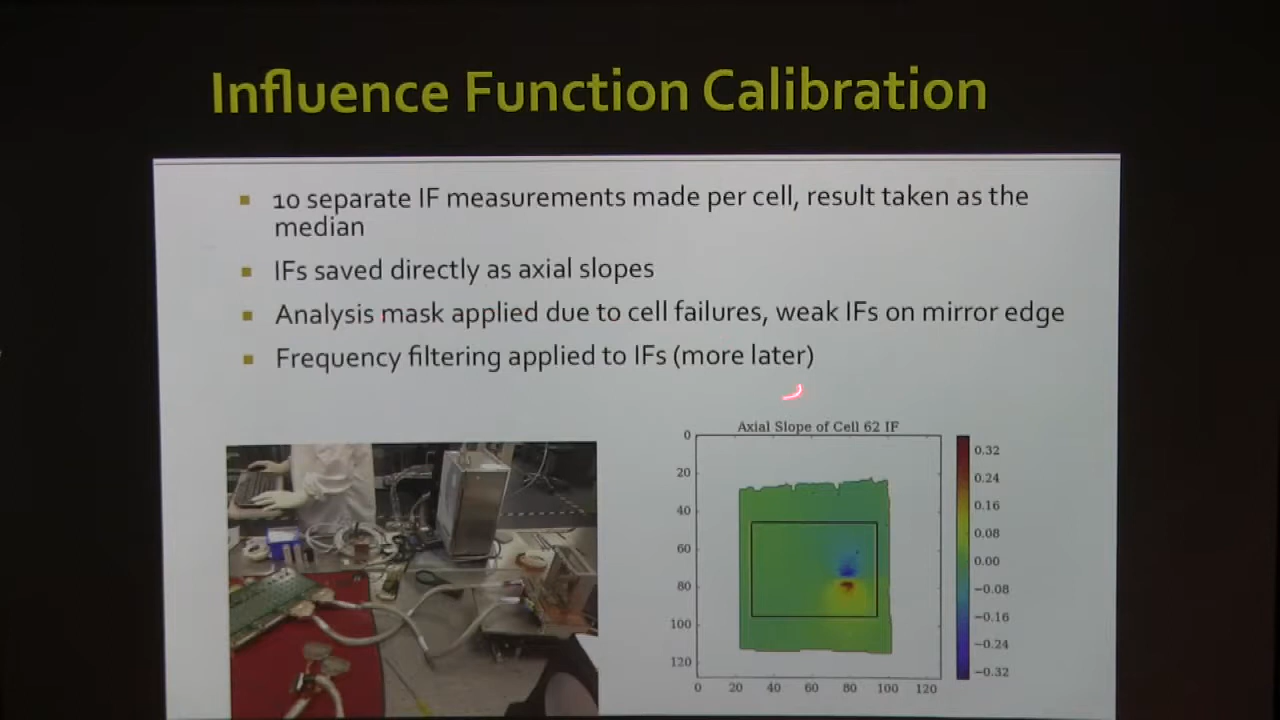 Influence Function Calibration
10 separate IF measurements made per cell, result taken as the
median
IFs saved directly as axial slopes
Analysis mask applied due to cell failures, weak IFs on mirror edge
Frequency filtering applied to IFs (more later)
Axial Slope of Cell 62 IF
0
20
40
60
80
100
120
0 20 40 60 80 100 120
0.32
0.24
0.16
0.08
0.00
−0.08
−0.16
−0.24
−0.32